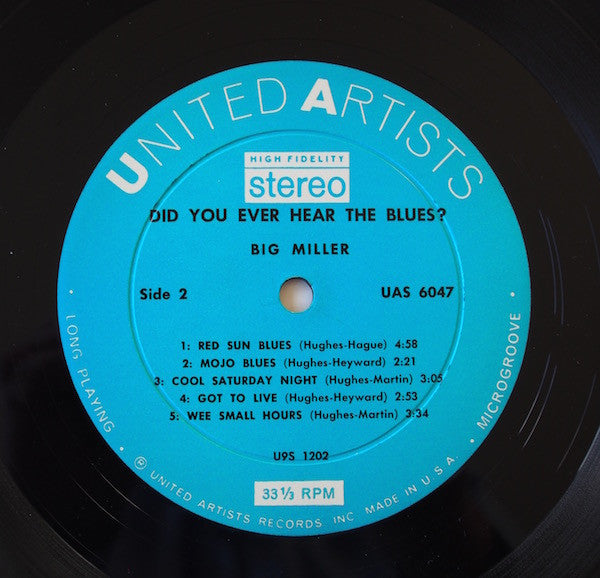 UNITED ARTISTS
HIGH FIDELITY
stereo
DID YOU EVER HEAR THE BLUES?
BIG MILLER
Side 2
UAS 6047
1: RED SUN BLUES (Hughes-Hague) 4:58
2: MOJO BLUES (Hughes-Heyward) 2:21
3: COOL SATURDAY NIGHT (Hughes-Martin) 3:05
4: GOT TO LIVE (Hughes-Heyward) 2:53
5: WEE SMALL HOURS (Hughes-Martin) 3:34
U9S 1202
33 1/3 RPM
• LONG PLAYING •
℗ UNITED ARTISTS RECORDS INC MADE IN U.S.A.
• MICROGROOVE •